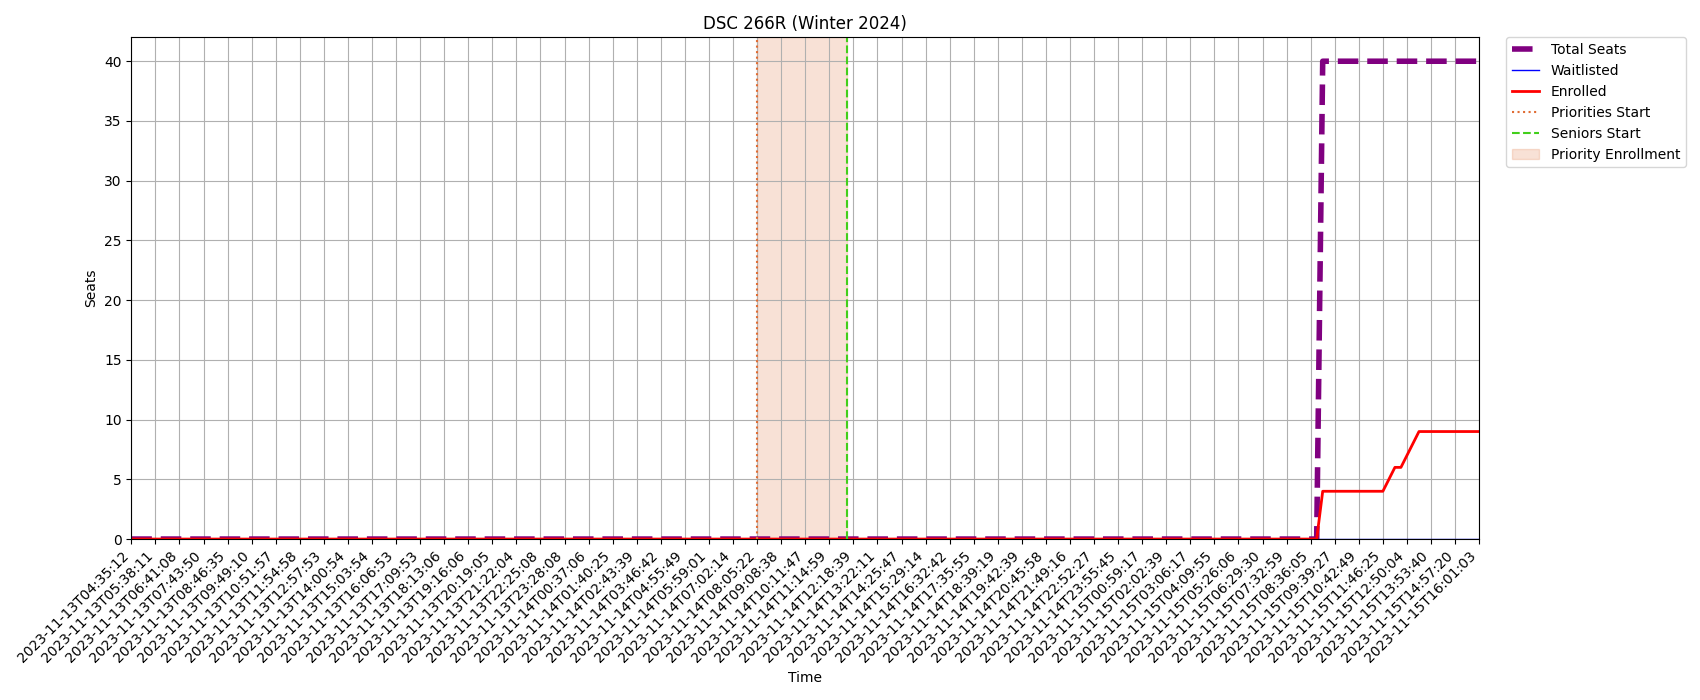 DSC 266R (Winter 2024)
Total Seats
Waitlisted
Enrolled
Priorities Start
Seniors Start
Priority Enrollment
Seats
40
35
30
25
20
15
10
5
0
2023-11-13T04:35:12
2023-11-13T05:38:11
2023-11-13T06:41:08
2023-11-13T07:43:50
2023-11-13T08:46:35
2023-11-13T09:49:10
2023-11-13T10:51:57
2023-11-13T11:54:58
2023-11-13T12:57:53
2023-11-13T14:00:54
2023-11-13T15:03:54
2023-11-13T16:06:53
2023-11-13T17:09:53
2023-11-13T18:13:06
2023-11-13T19:16:06
2023-11-13T20:19:05
2023-11-13T21:22:04
2023-11-13T22:25:08
2023-11-13T23:28:08
2023-11-14T00:37:06
2023-11-14T01:40:25
2023-11-14T02:43:39
2023-11-14T03:46:42
2023-11-14T04:55:49
2023-11-14T05:59:01
2023-11-14T07:02:14
2023-11-14T08:05:22
2023-11-14T09:08:38
2023-11-14T10:11:47
2023-11-14T11:14:59
2023-11-14T12:18:39
2023-11-14T13:22:11
2023-11-14T14:25:47
2023-11-14T15:29:14
2023-11-14T16:32:42
2023-11-14T17:35:55
2023-11-14T18:39:19
2023-11-14T19:42:39
2023-11-14T20:45:58
2023-11-14T21:49:16
2023-11-14T22:52:27
2023-11-14T23:55:45
2023-11-15T00:59:17
2023-11-15T02:02:39
2023-11-15T03:06:17
2023-11-15T04:09:55
2023-11-15T05:26:06
2023-11-15T06:29:30
2023-11-15T07:32:59
2023-11-15T08:36:05
2023-11-15T09:39:27
2023-11-15T10:42:49
2023-11-15T11:46:25
2023-11-15T12:50:04
2023-11-15T13:53:40
2023-11-15T14:57:20
2023-11-15T16:01:03
Time